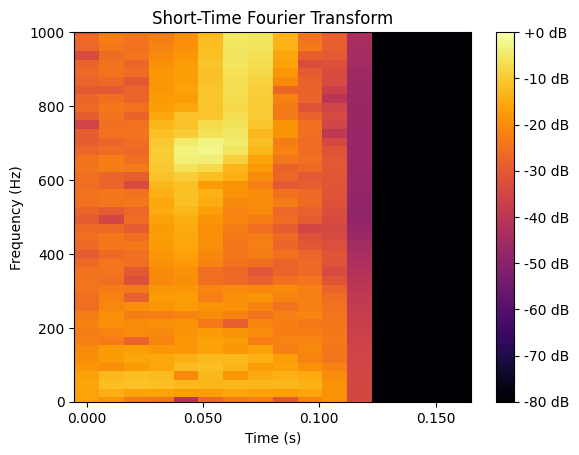 Short-Time Fourier Transform
1000
800
600
400
200
0
Frequency (Hz)
0.000
0.050
0.100
0.150
Time (s)
+0 dB
-10 dB
-20 dB
-30 dB
-40 dB
-50 dB
-60 dB
-70 dB
-80 dB